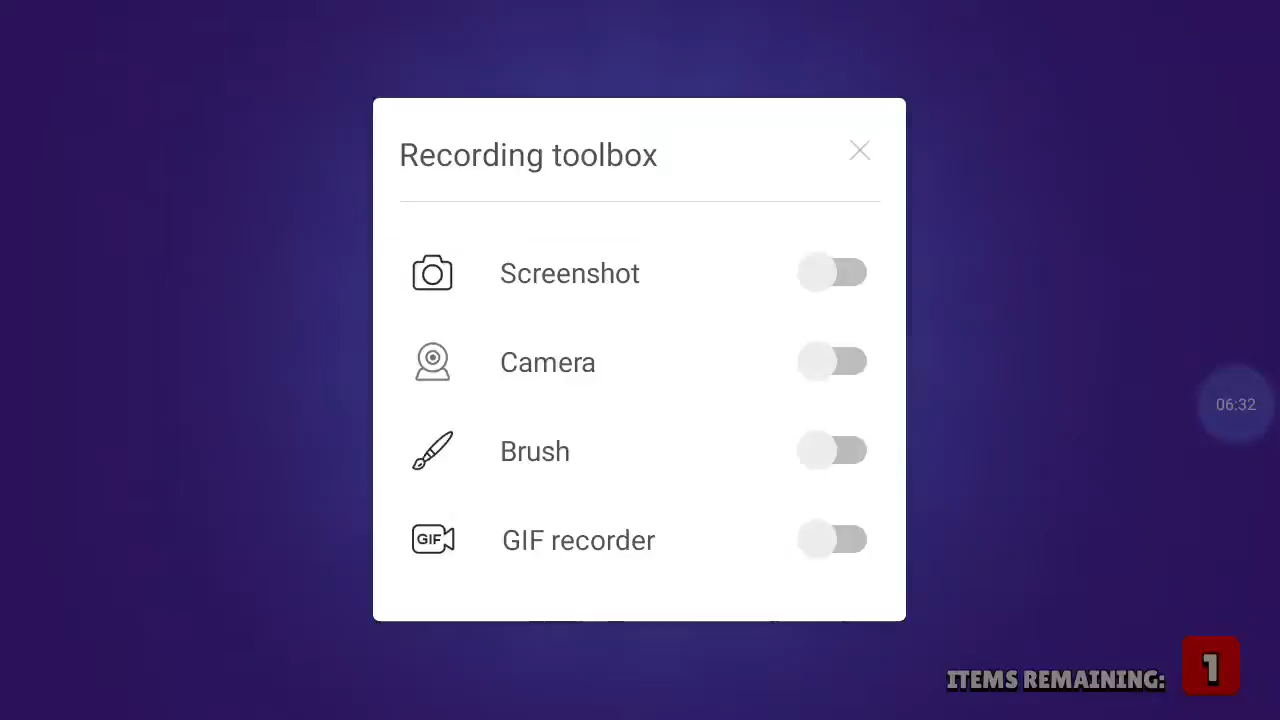 Recording toolbox
Screenshot
Camera
06:32
Brush
GIF
GIF recorder
ITEMS REMAINING: 1